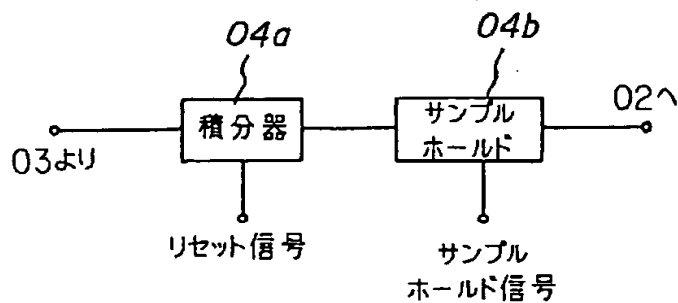 04a
04b
積分器
サンプル
ホールド
02へ
03より
リセット信号
サンプル
ホールド信号